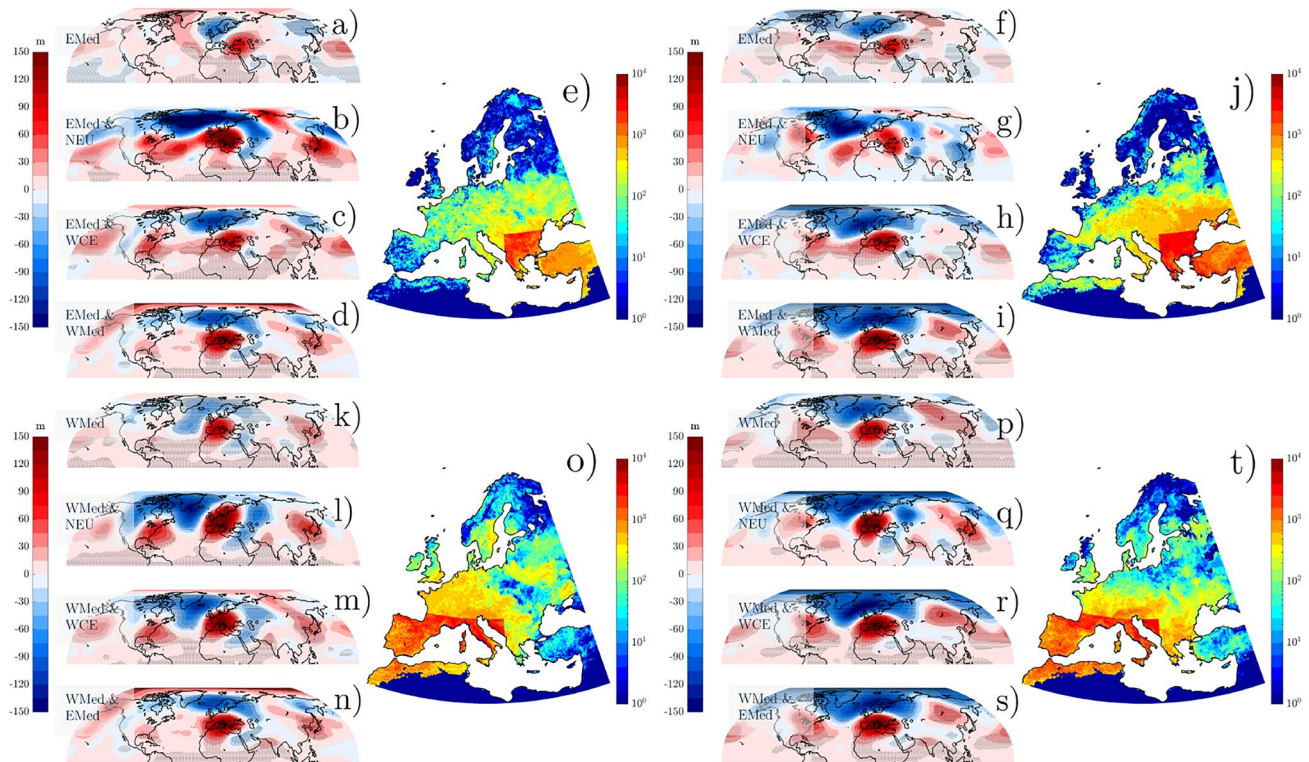 m
150
120
90
60
30
0
-30
-60
-90
-120
-150
EMed
a)
EMed &
NEU
b)
EMed &
WCE
c)
EMed &
WMed
d)
e)
10⁴
10³
10²
10¹
10⁰
m
150
120
90
60
30
0
-30
-60
-90
-120
-150
EMed
f)
EMed &
NEU
g)
EMed &
WCE
h)
EMed &
WMed
i)
j)
10⁴
10³
10²
10¹
10⁰
m
150
120
90
60
30
0
-30
-60
-90
-120
-150
WMed
k)
WMed &
NEU
l)
WMed &
WCE
m)
WMed &
EMed
n)
o)
10⁴
10³
10²
10¹
10⁰
m
150
120
90
60
30
0
-30
-60
-90
-120
-150
WMed
p)
WMed &
NEU
q)
WMed &
WCE
r)
WMed &
EMed
s)
t)
10⁴
10³
10²
10¹
10⁰